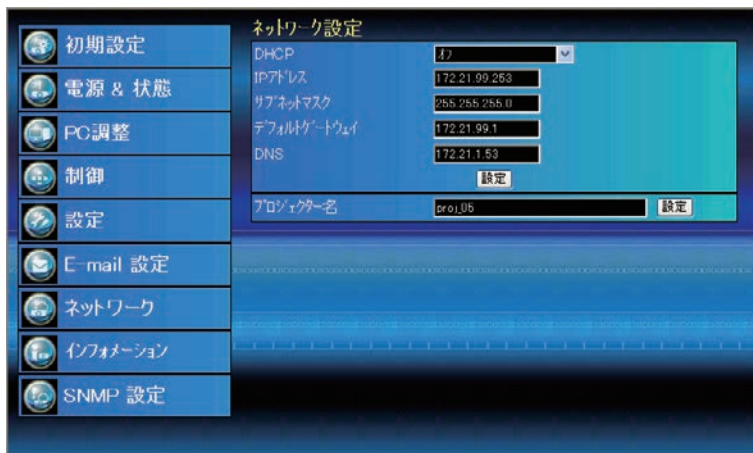 初期設定
電源 & 状態
PC調整
制御
設定
E-mail 設定
ネットワーク
インフォメーション
SNMP 設定
ネットワーク設定
DHCP オフ
IPアドレス 172.21.99.253
サブネットマスク 255.255.255.0
デフォルトゲートウェイ 172.21.99.1
DNS 172.21.1.53
設定
プロジェクター名 proj_05 設定